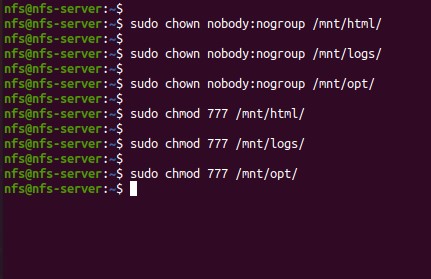 nfs@nfs-server:~$
nfs@nfs-server:~$ sudo chown nobody:nogroup /mnt/html/
nfs@nfs-server:~$
nfs@nfs-server:~$ sudo chown nobody:nogroup /mnt/logs/
nfs@nfs-server:~$
nfs@nfs-server:~$ sudo chown nobody:nogroup /mnt/opt/
nfs@nfs-server:~$
nfs@nfs-server:~$ sudo chmod 777 /mnt/html/
nfs@nfs-server:~$
nfs@nfs-server:~$ sudo chmod 777 /mnt/logs/
nfs@nfs-server:~$
nfs@nfs-server:~$ sudo chmod 777 /mnt/opt/
nfs@nfs-server:~$